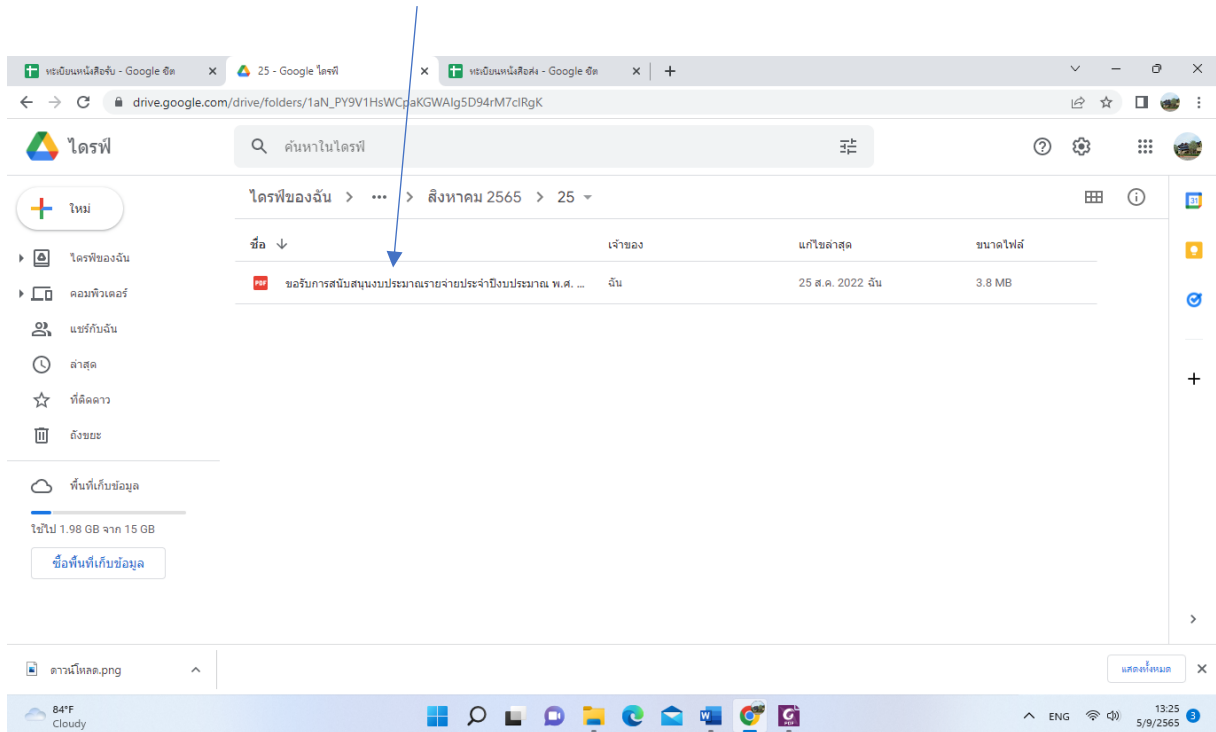 ทะเบียนหนังสือรับ - Google ชีต
25 - Google ไดรฟ์
ทะเบียนหนังสือส่ง - Google ชีต
drive.google.com/drive/folders/1aN_PY9V1HsWCpaKGWAlg5D94rM7clRgK
ไดรฟ์
ค้นหาในไดรฟ์
ใหม่
ไดรฟ์ของฉัน > ••• > สิงหาคม 2565 > 25
31
ชื่อ
เจ้าของ
แก้ไขล่าสุด
ขนาดไฟล์
PDF
ขอรับการสนับสนุนงบประมาณรายจ่ายประจำปีงบประมาณ พ.ศ. ...
ฉัน
25 ส.ค. 2022 ฉัน
3.8 MB
ไดรฟ์ของฉัน
คอมพิวเตอร์
แชร์กับฉัน
ล่าสุด
ที่ติดดาว
ถังขยะ
พื้นที่เก็บข้อมูล
ใช้ไป 1.98 GB จาก 15 GB
ซื้อพื้นที่เก็บข้อมูล
ดาวน์โหลด.png
แสดงทั้งหมด
84°F
Cloudy
PDF
ENG
13:25
5/9/2565
3